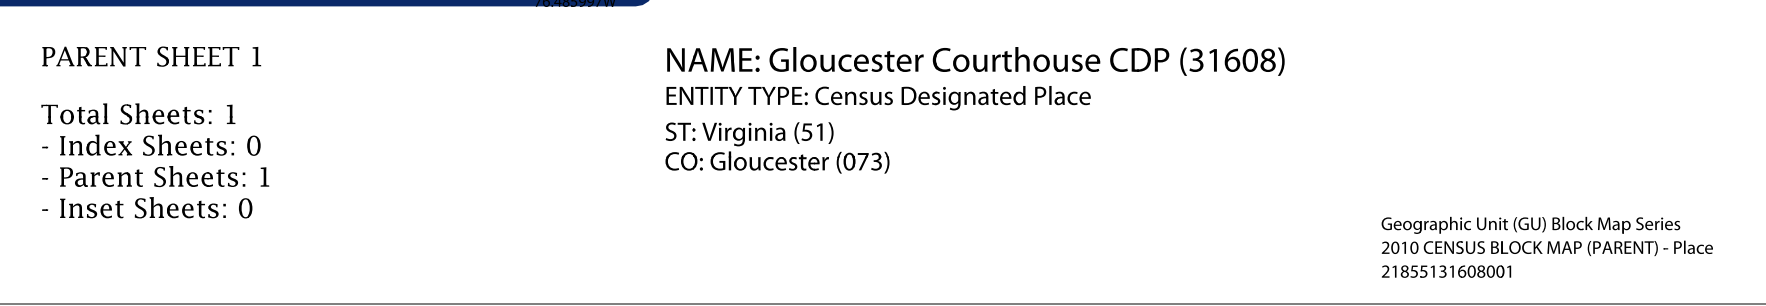 76.485997W
PARENT SHEET 1
Total Sheets: 1
- Index Sheets: 0
- Parent Sheets: 1
- Inset Sheets: 0
NAME: Gloucester Courthouse CDP (31608)
ENTITY TYPE: Census Designated Place
ST: Virginia (51)
CO: Gloucester (073)
Geographic Unit (GU) Block Map Series
2010 CENSUS BLOCK MAP (PARENT) - Place
21855131608001